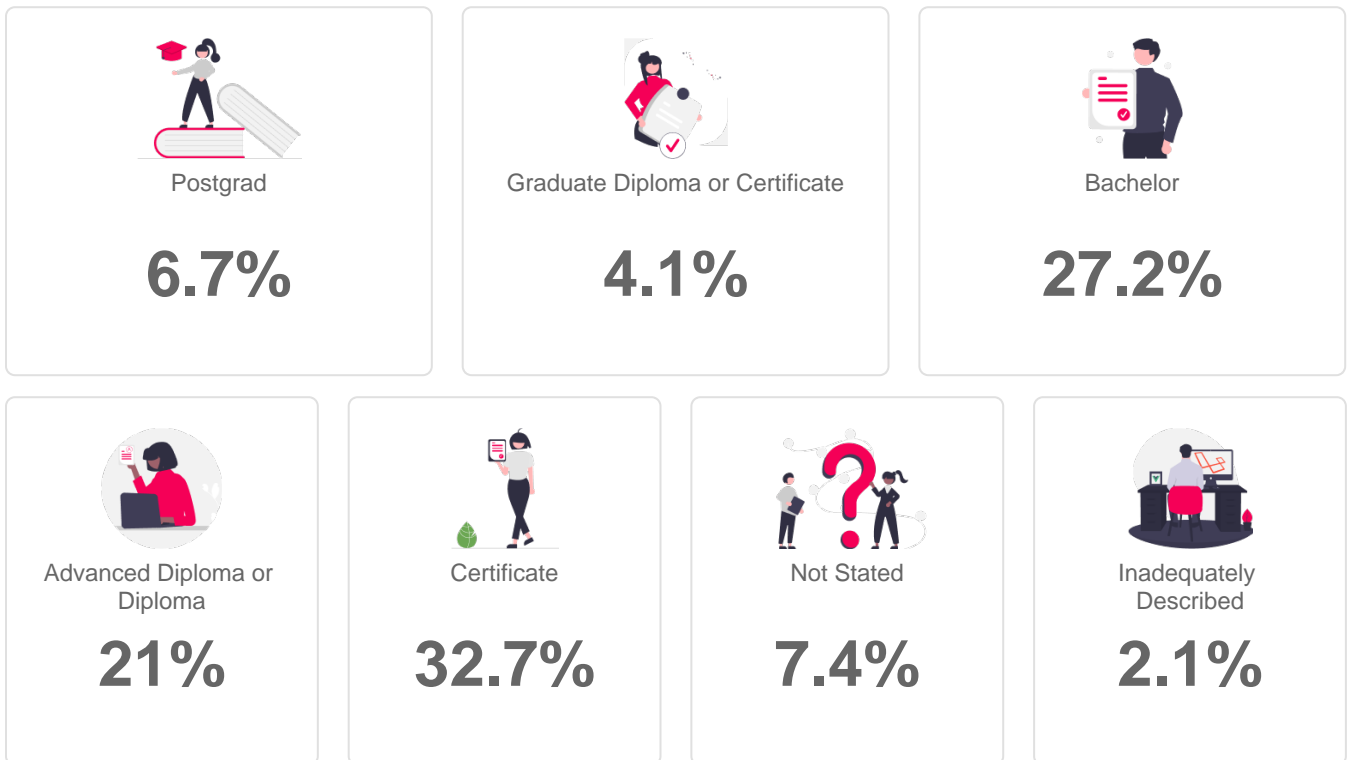 Postgrad
6.7%
Graduate Diploma or Certificate
4.1%
Bachelor
27.2%
Advanced Diploma or
Diploma
21%
Certificate
32.7%
Not Stated
7.4%
Inadequately
Described
2.1%